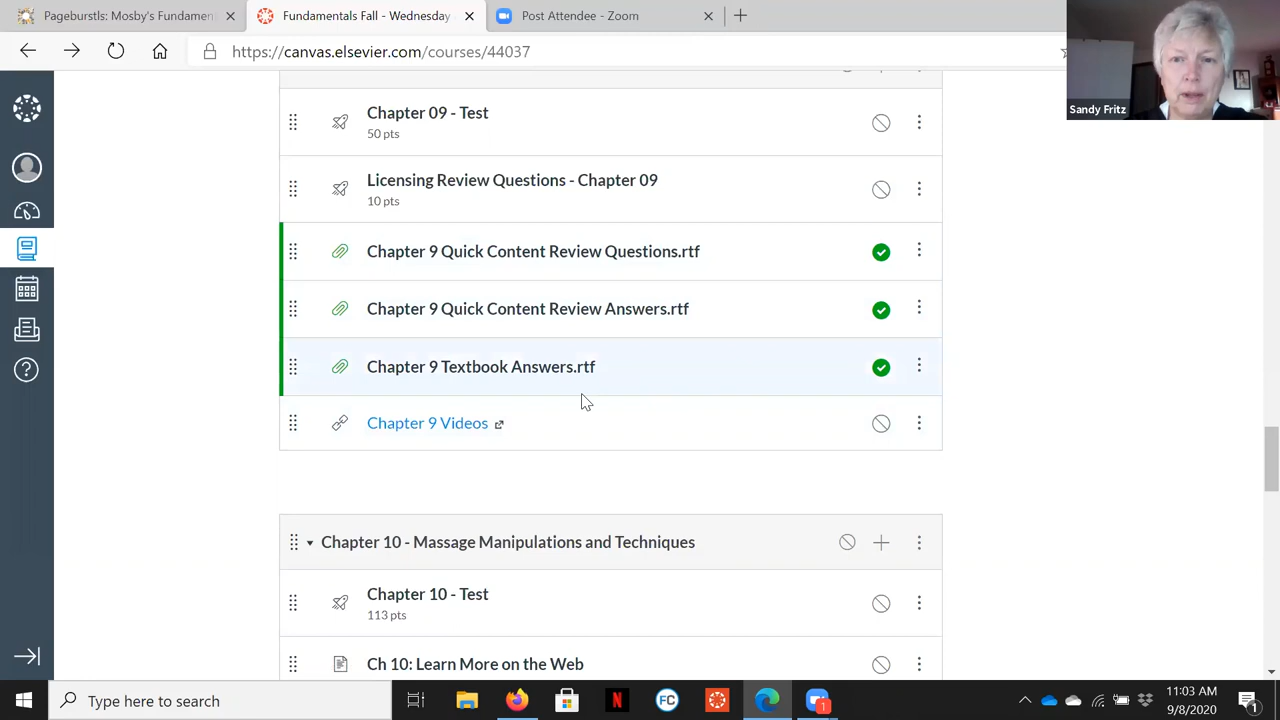 Pageburstls: Mosby's Fundament
Fundamentals Fall - Wednesday
Post Attendee - Zoom
https://canvas.elsevier.com/courses/44037
Sandy Fritz
Chapter 09 - Test
50 pts
Licensing Review Questions - Chapter 09
10 pts
Chapter 9 Quick Content Review Questions.rtf
Chapter 9 Quick Content Review Answers.rtf
Chapter 9 Textbook Answers.rtf
Chapter 9 Videos
Chapter 10 - Massage Manipulations and Techniques
Chapter 10 - Test
113 pts
Ch 10: Learn More on the Web
Type here to search
N
FC
1
11:03 AM
9/8/2020
1